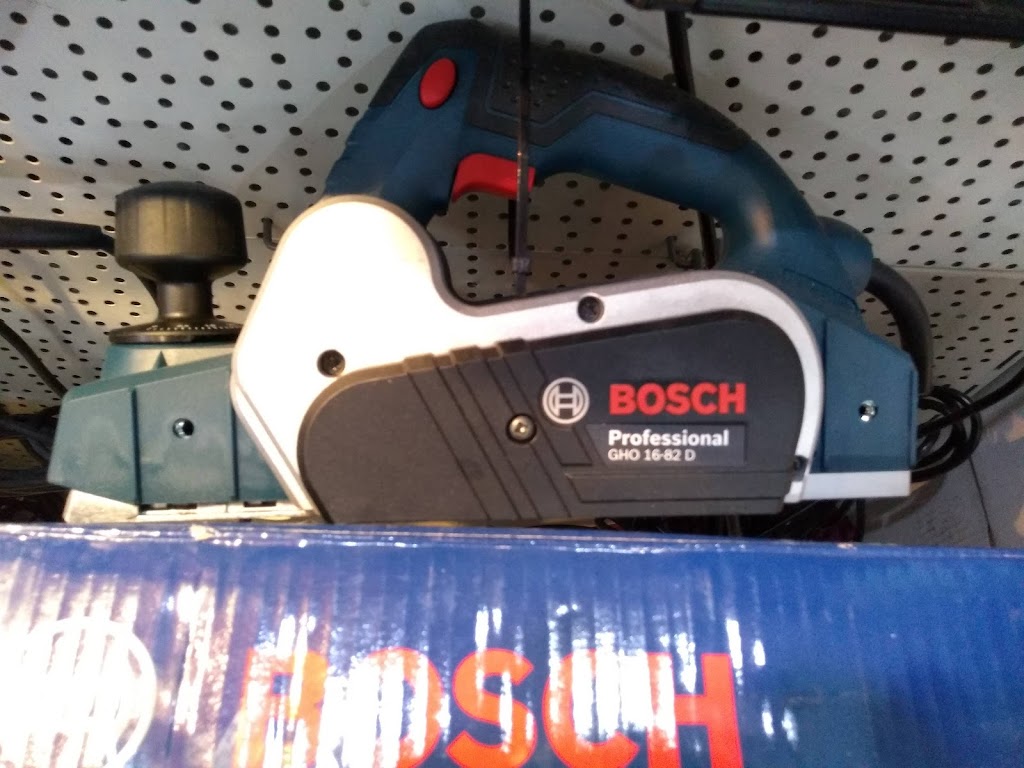 BOSCH
Professional
GHO 16-82 D
BOSCH